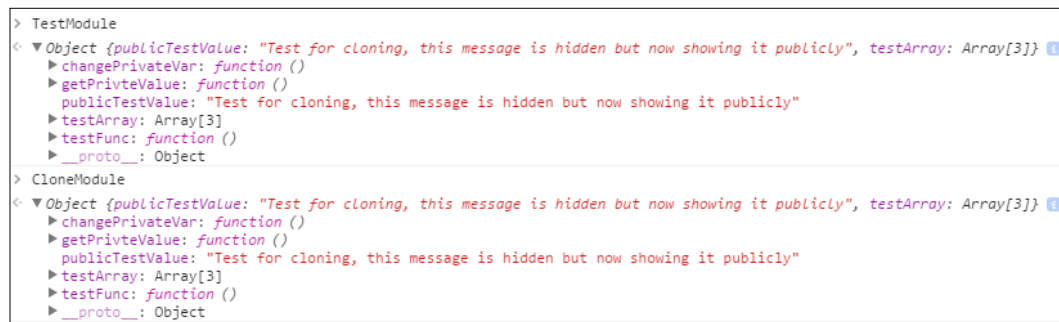 > TestModule
Object {publicTestValue: "Test for cloning, this message is hidden but now showing it publicly", testArray: Array[3]} i
changePrivateVar: function ()
getPrivteValue: function ()
publicTestValue: "Test for cloning, this message is hidden but now showing it publicly"
testArray: Array[3]
testFunc: function ()
__proto__: Object
> CloneModule
Object {publicTestValue: "Test for cloning, this message is hidden but now showing it publicly", testArray: Array[3]} i
changePrivateVar: function ()
getPrivteValue: function ()
publicTestValue: "Test for cloning, this message is hidden but now showing it publicly"
testArray: Array[3]
testFunc: function ()
__proto__: Object